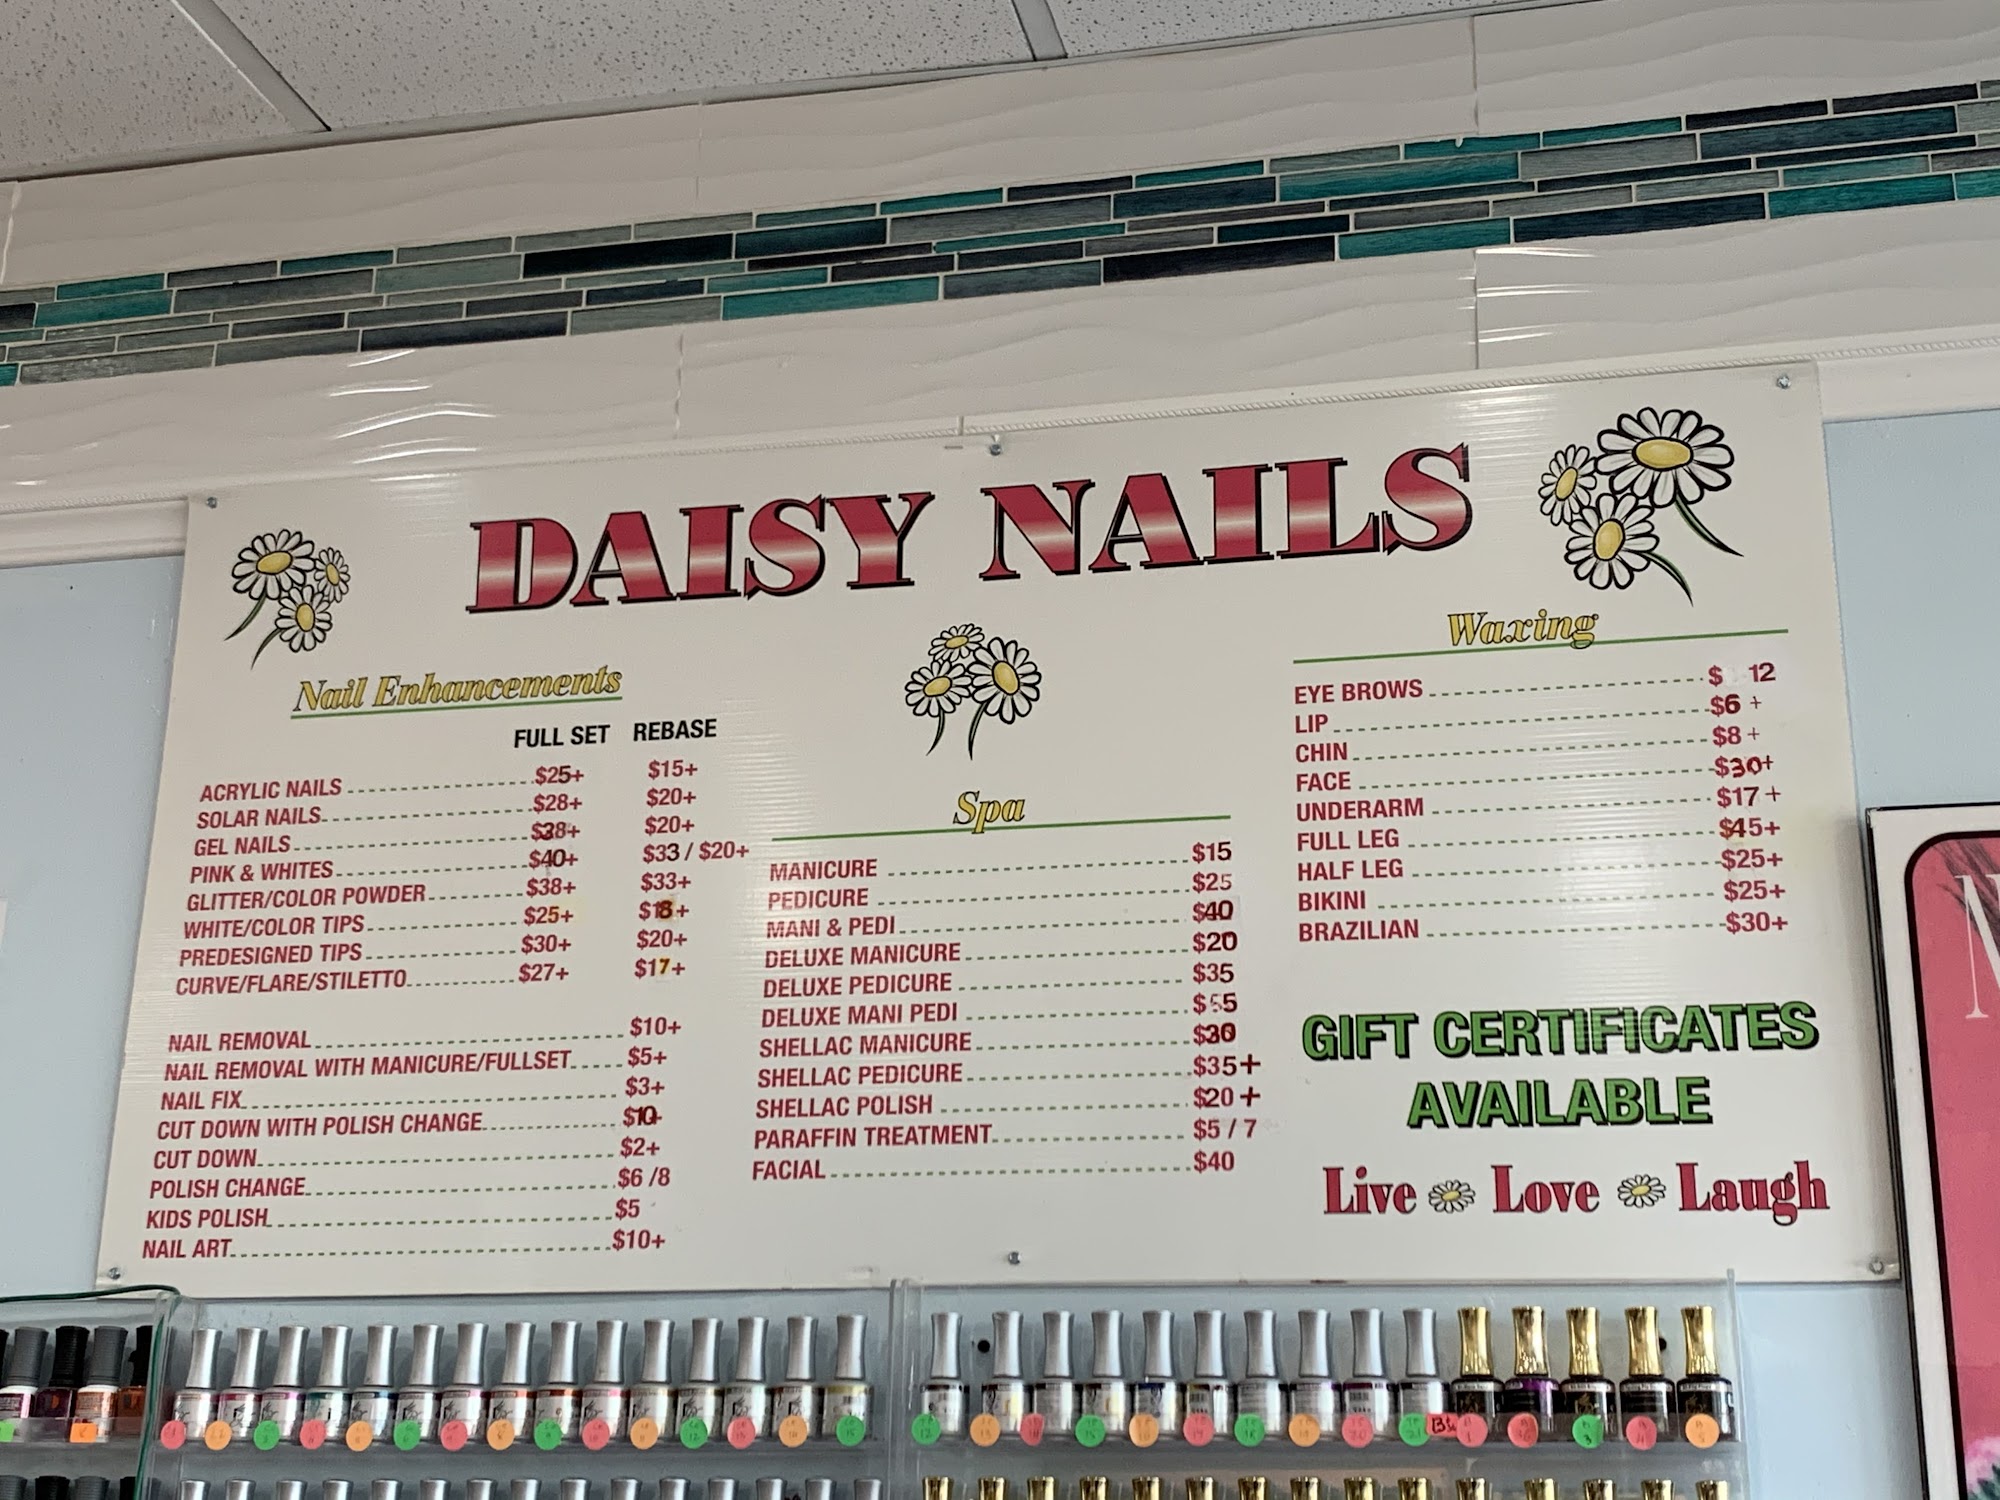 DAISY NAILS
Nail Enhancements
FULL SET REBASE
ACRYLIC NAILS $25+ $15+
SOLAR NAILS $28+ $20+
GEL NAILS $38+ $20+
PINK & WHITES $40+ $33 / $20+
GLITTER/COLOR POWDER $38+ $33+
WHITE/COLOR TIPS $25+ $18+
PREDESIGNED TIPS $30+ $20+
CURVE/FLARE/STILETTO $27+ $17+
NAIL REMOVAL $10+
NAIL REMOVAL WITH MANICURE/FULLSET $5+
NAIL FIX $3+
CUT DOWN WITH POLISH CHANGE $10
CUT DOWN $2+
POLISH CHANGE $6 /8
KIDS POLISH $5
NAIL ART $10+
Spa
MANICURE $15
PEDICURE $25
MANI & PEDI $40
DELUXE MANICURE $20
DELUXE PEDICURE $35
DELUXE MANI PEDI $55
SHELLAC MANICURE $30
SHELLAC PEDICURE $35+
SHELLAC POLISH $20+
PARAFFIN TREATMENT $5 / 7
FACIAL $40
Waxing
EYE BROWS $ 12
LIP $6 +
CHIN $8 +
FACE $30+
UNDERARM $17 +
FULL LEG $45+
HALF LEG $25+
BIKINI $25+
BRAZILIAN $30+
GIFT CERTIFICATES
AVAILABLE
Live Love Laugh